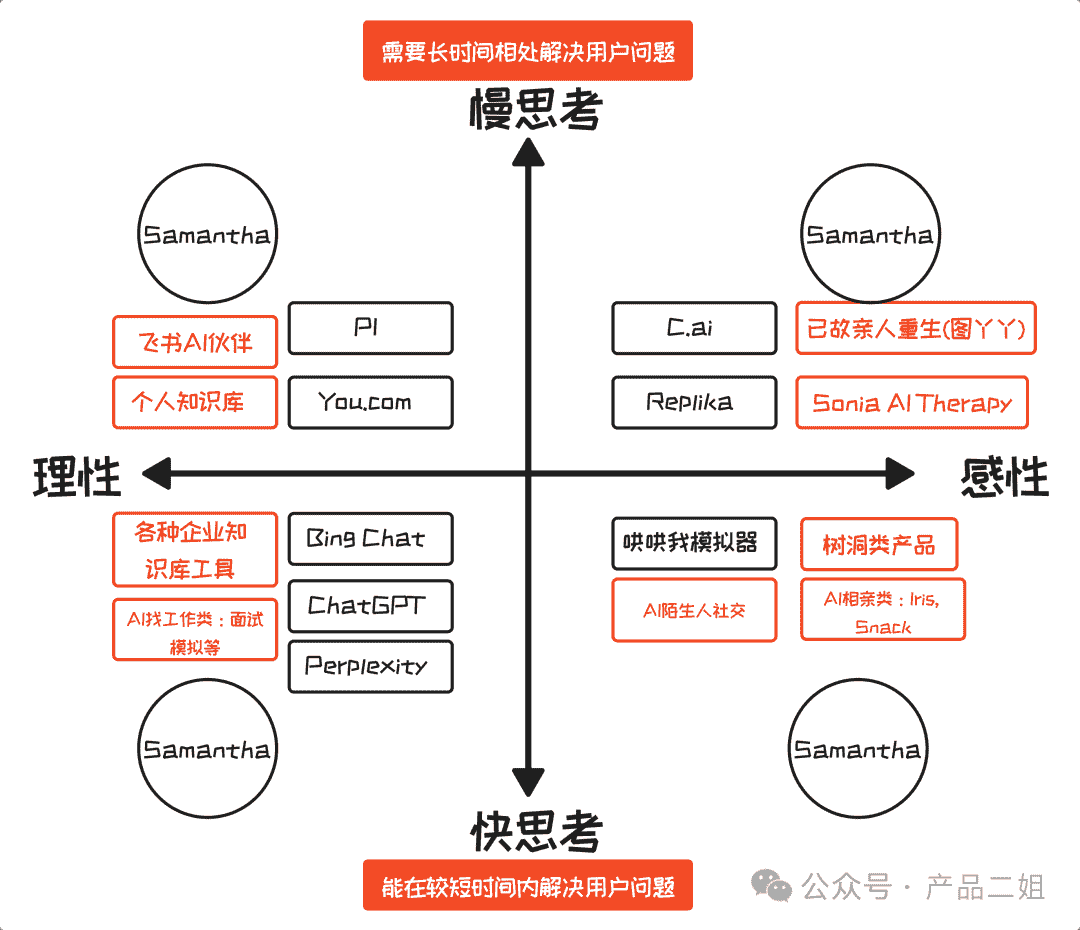 需要长时间相处解决用户问题
慢思考
Samantha
Samantha
飞书AI伙伴
PI
C.ai
已故亲人重生(图丫丫)
个人知识库
You.com
Replika
Sonia AI Therapy
理性
感性
各种企业知
识库工具
Bing Chat
哄哄我模拟器
树洞类产品
AI找工作类：面试
模拟等
ChatGPT
AI陌生人社交
AI相亲类：Iris,
Snack
Perplexity
Samantha
Samantha
快思考
能在较短时间内解决用户问题
公众号·产品二姐